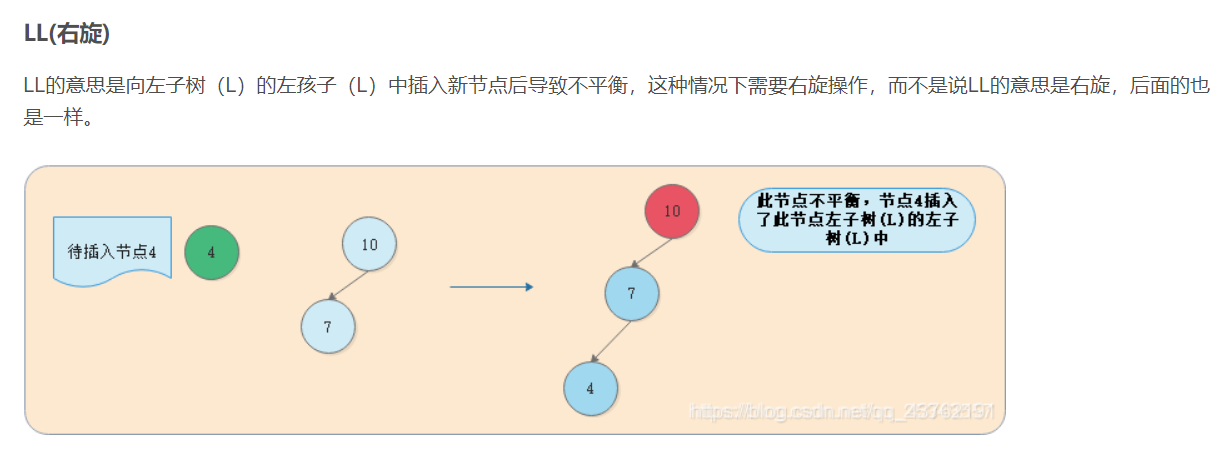 LL(右旋)
LL的意思是向左子树（L）的左孩子（L）中插入新节点后导致不平衡，这种情况下需要右旋操作，而不是说LL的意思是右旋，后面的也
是一样。
待插入节点4
4
10
7
10
7
4
此节点不平衡，节点4插入
了此节点左子树(L)的左子
树(L)中